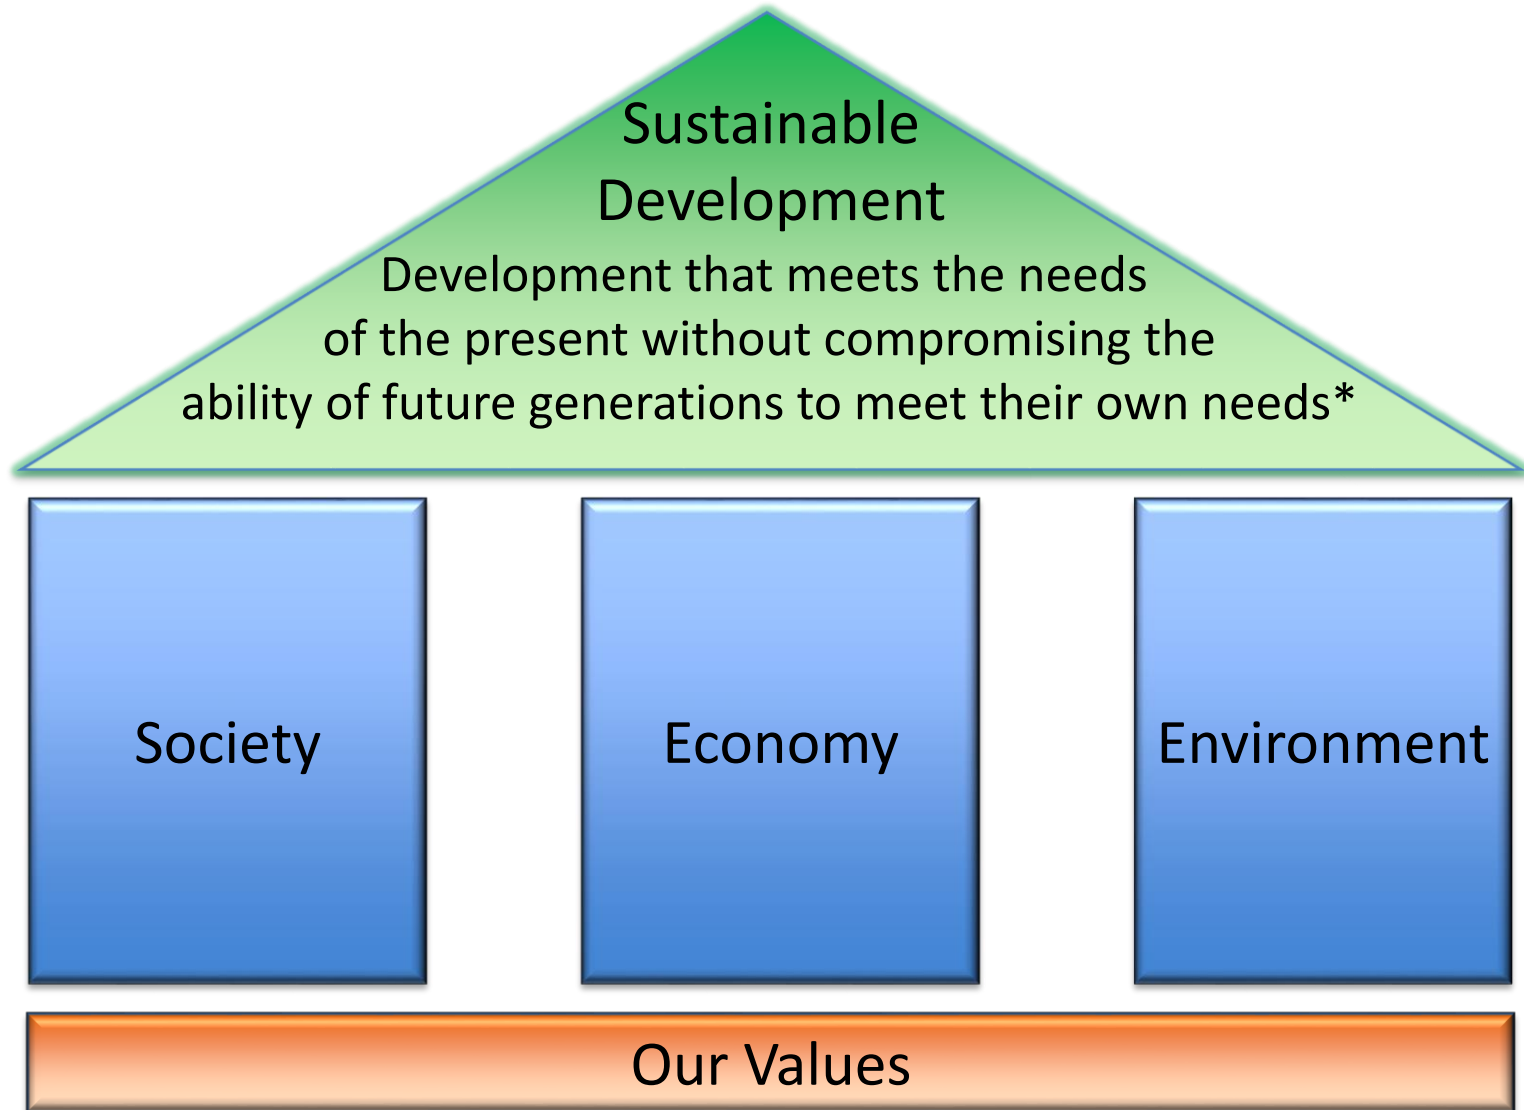 Sustainable
Development
Development that meets the needs
of the present without compromising the
ability of future generations to meet their own needs*
Society
Economy
Environment
Our Values